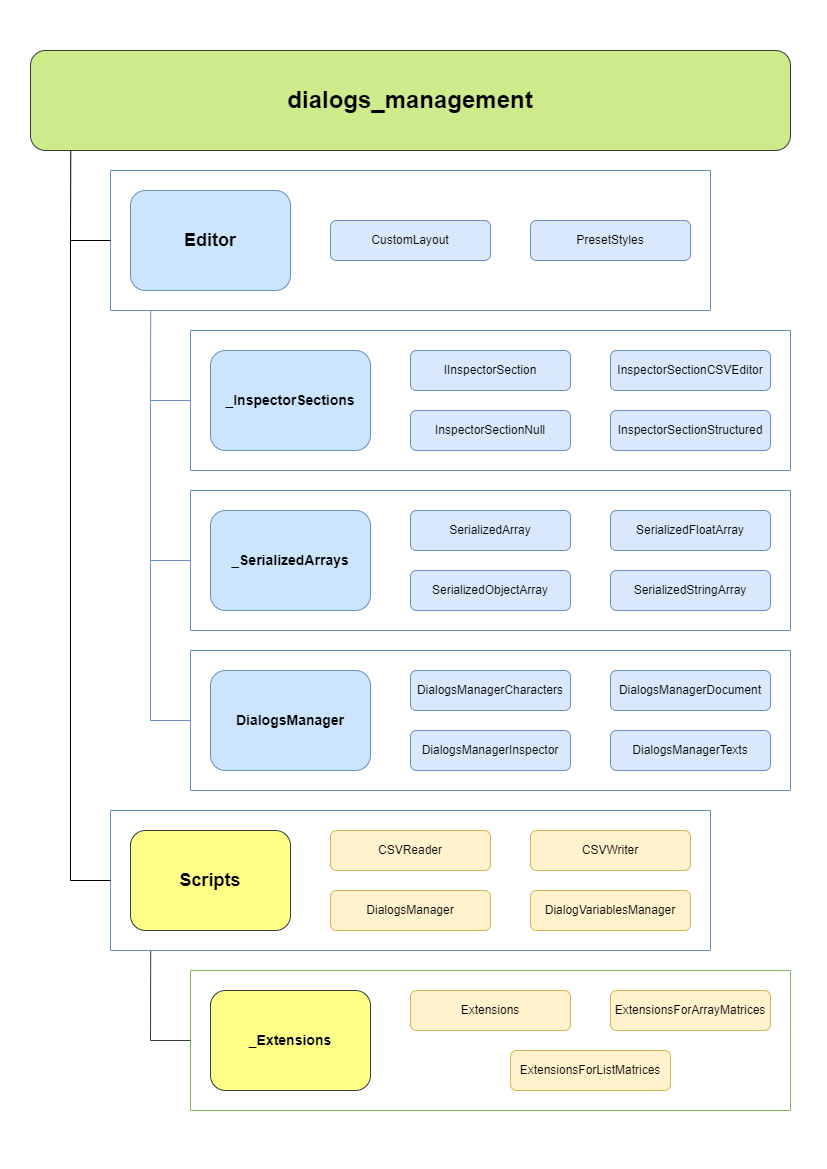 dialogs_management
Editor
CustomLayout
PresetStyles
_InspectorSections
IInspectorSection
InspectorSectionCSVEditor
InspectorSectionNull
InspectorSectionStructured
_SerializedArrays
SerializedArray
SerializedFloatArray
SerializedObjectArray
SerializedStringArray
DialogsManager
DialogsManagerCharacters
DialogsManagerDocument
DialogsManagerInspector
DialogsManagerTexts
Scripts
CSVReader
CSVWriter
DialogsManager
DialogVariablesManager
_Extensions
Extensions
ExtensionsForArrayMatrices
ExtensionsForListMatrices